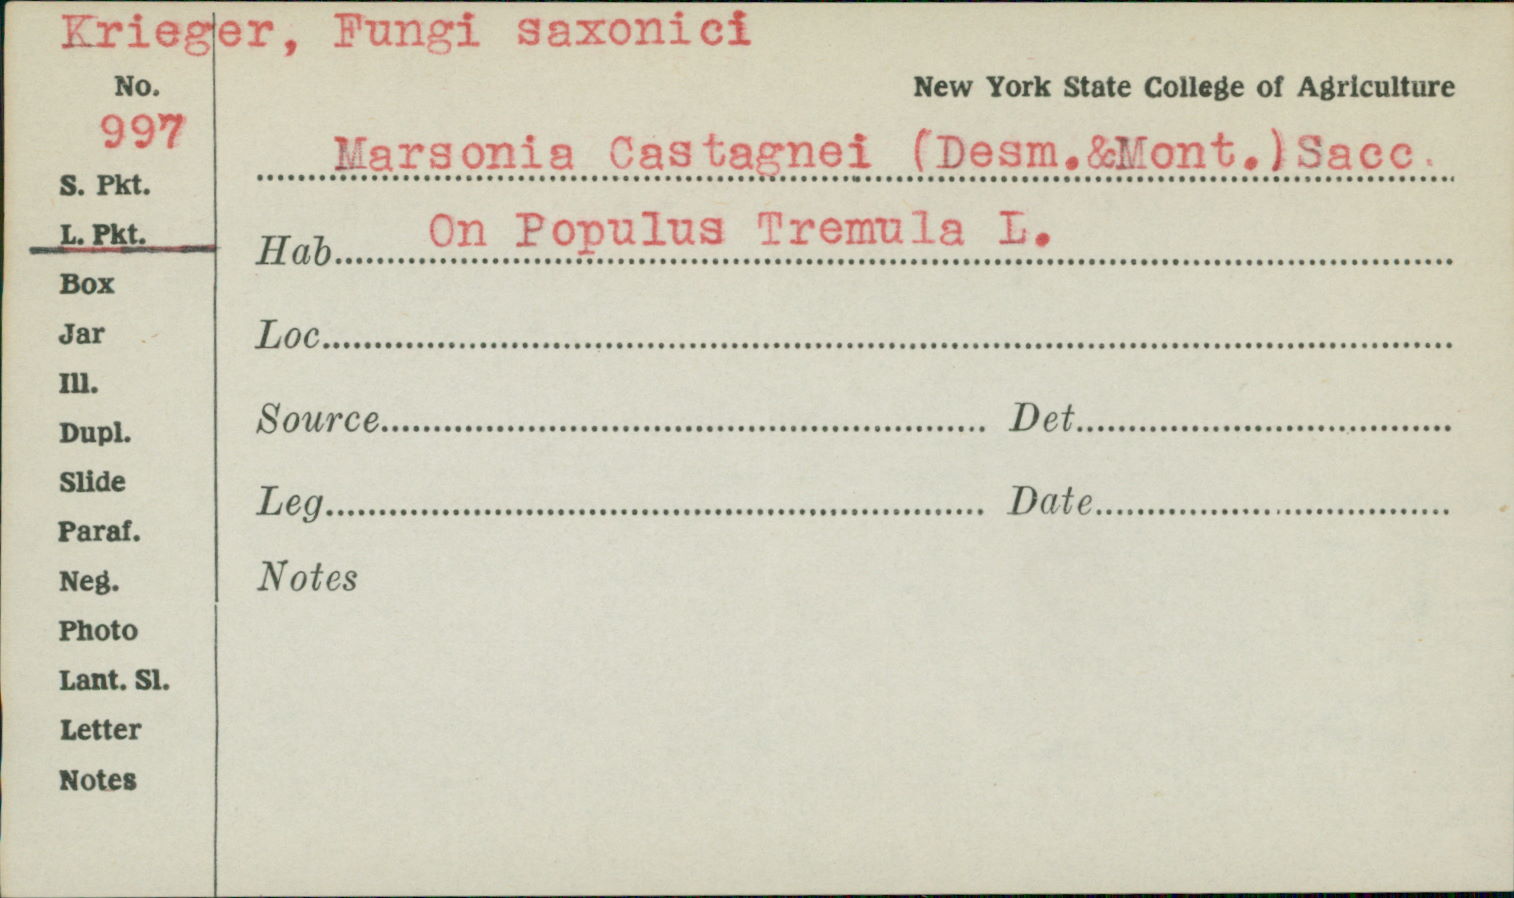 Krieger, Fungi saxonici
No.
New York State College of Agriculture
997
Marsonia Castagnei (Desm.&Mont.)Sacc.
S. Pkt.
L. Pkt.
Hab. On Populus Tremula L.
Box
Jar
Loc.
Ill.
Dupl.
Source Det.
Slide
Leg. Date
Paraf.
Neg.
Notes
Photo
Lant. Sl.
Letter
Notes